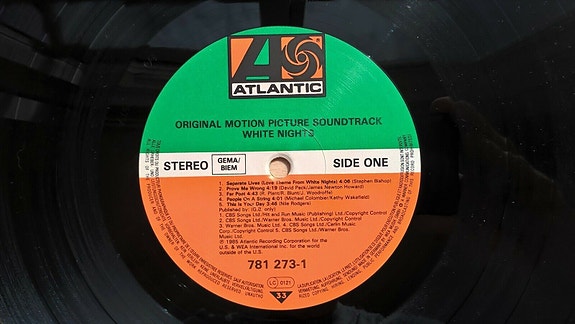 ATLANTIC
ORIGINAL MOTION PICTURE SOUNDTRACK
WHITE NIGHTS
STEREO
GEMA/
BIEM
SIDE ONE
1. Separate Lives (Love Theme From White Nights) 4:06 (Stephen Bishop)
2. Prove Me Wrong 4:19 (David Pack/James Newton Howard)
3. Far Post 4:43 (R. Plant/R. Blunt/J. Woodroffe)
4. People On A String 4:01 (Michael Colombier/Kathy Wakefield)
5. This Is Your Day 3:46 (Nile Rodgers)
1. CBS Songs Ltd./Hit and Run Music (Publishing) Ltd./Copyright Control
2. CBS Songs Ltd./Warner Bros. Music Ltd./Copyright Control
3. Warner Bros. Music Ltd. 4. CBS Songs Ltd./Carlin Music
Corp./Copyright Control 5. CBS Songs Ltd./Warner Bros.
Music Ltd.
℗ 1985 Atlantic Recording Corporation for the
U.S. & WEA International Inc. for the world
outside of the U.S.
781 273-1
LC 0121
33